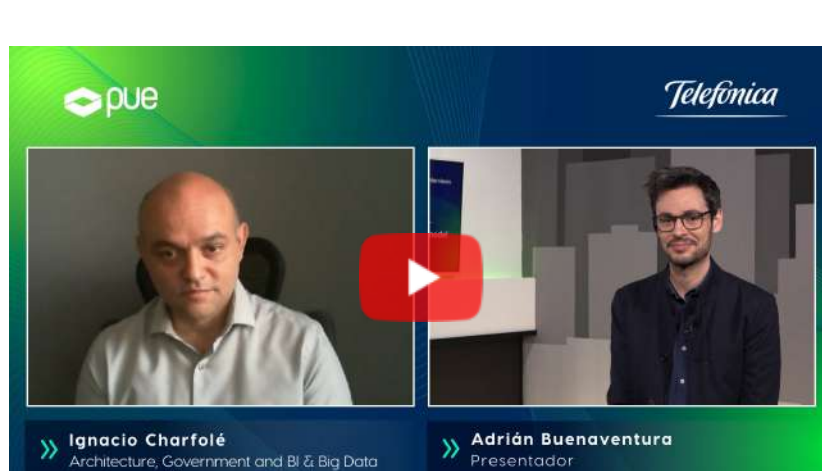 pue
Telefónica
Ignacio Charfolé
Architecture, Government and BI & Big Data
Adrián Buenaventura
Presentador